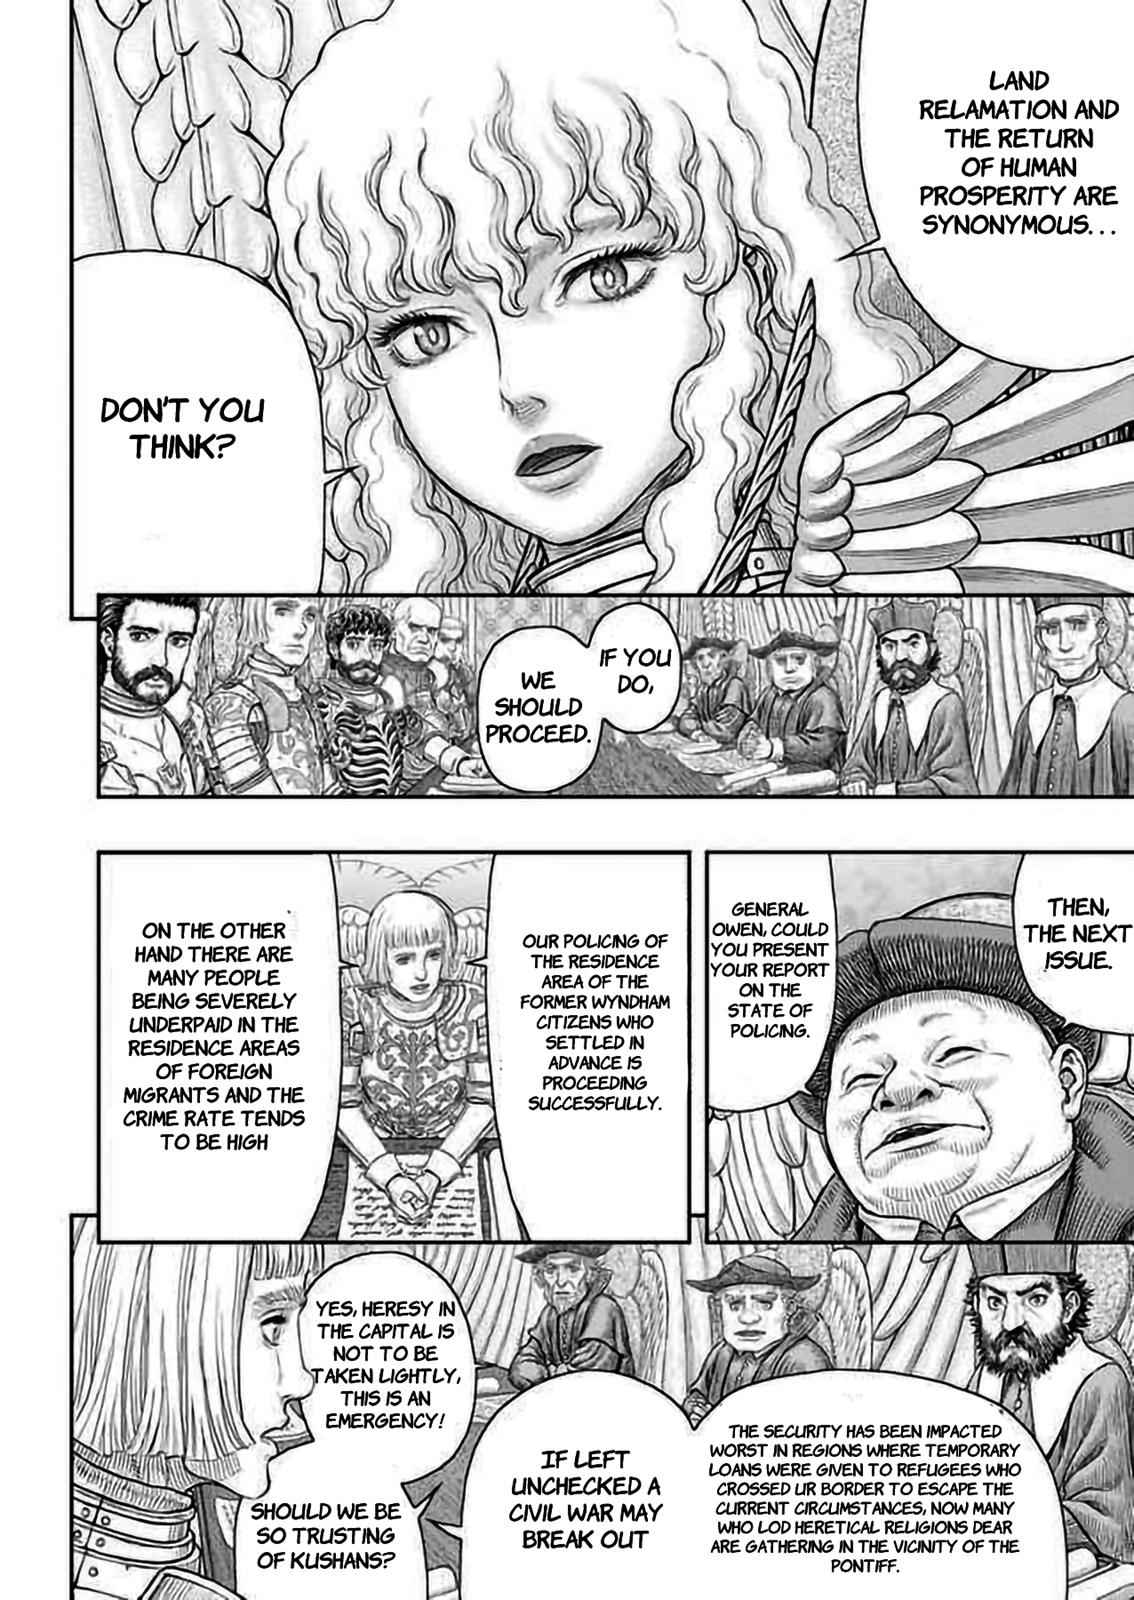 LAND
RELAMATION AND
THE RETURN
OF HUMAN
PROSPERITY ARE
SYNONYMOUS...
DON'T YOU
THINK?
IF YOU
DO,
WE
SHOULD
PROCEED.
THEN,
THE NEXT
ISSUE.
GENERAL
OWEN, COULD
YOU PRESENT
YOUR REPORT
ON THE
STATE OF
POLICING.
OUR POLICING OF
THE RESIDENCE
AREA OF THE
FORMER WYNDHAM
CITIZENS WHO
SETTLED IN
ADVANCE IS
PROCEEDING
SUCCESSFULLY.
ON THE OTHER
HAND THERE ARE
MANY PEOPLE
BEING SEVERELY
UNDERPAID IN THE
RESIDENCE AREAS
OF FOREIGN
MIGRANTS AND THE
CRIME RATE TENDS
TO BE HIGH
THE SECURITY HAS BEEN IMPACTED
WORST IN REGIONS WHERE TEMPORARY
LOANS WERE GIVEN TO REFUGEES WHO
CROSSED UR BORDER TO ESCAPE THE
CURRENT CIRCUMSTANCES, NOW MANY
WHO LOD HERETICAL RELIGIONS DEAR
ARE GATHERING IN THE VICINITY OF THE
PONTIFF.
IF LEFT
UNCHECKED A
CIVIL WAR MAY
BREAK OUT
YES, HERESY IN
THE CAPITAL IS
NOT TO BE
TAKEN LIGHTLY,
THIS IS AN
EMERGENCY!
SHOULD WE BE
SO TRUSTING
OF KUSHANS?